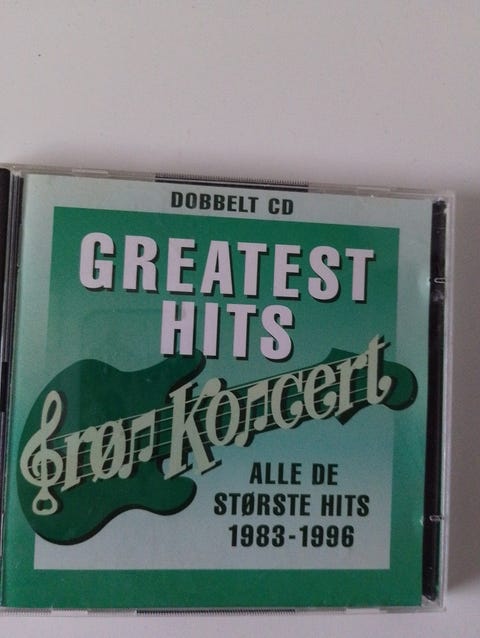 DOBBELT CD
GREATEST
HITS
Grøn Koncert
ALLE DE
STØRSTE HITS
1983-1996